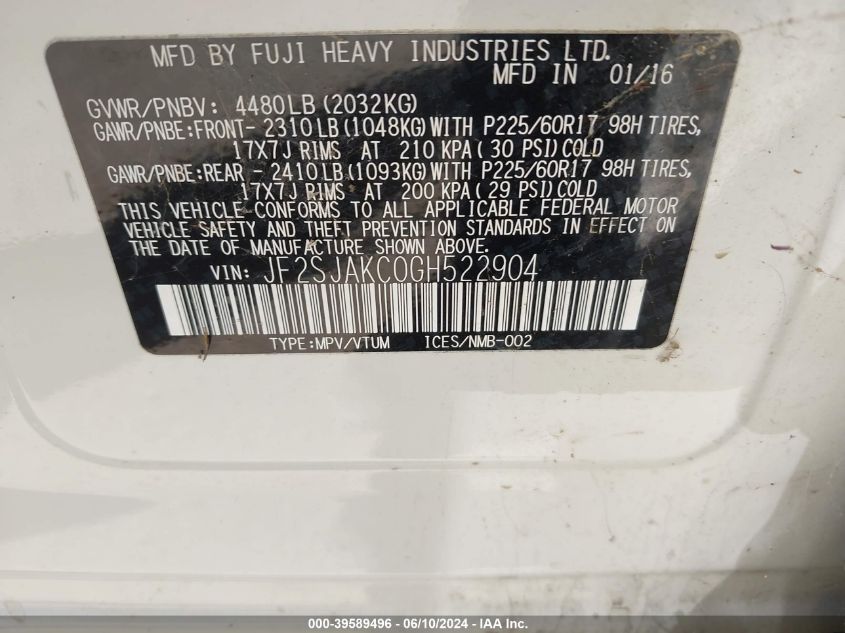 MFD BY FUJI HEAVY INDUSTRIES LTD.
MFD IN 01/16
GVWR/PNBV: 4480LB(2032KG)
GAWR/PNBE:FRONT- 2310LB(1048KG)WITH P225/60R17 98H TIRES,
17X7J RIMS AT 210 KPA( 30 PSI)COLD
GAWR/PNBE:REAR - 2410LB(1093KG)WITH P225/60R17 98H TIRES,
17X7J RIMS AT 200 KPA( 29 PSI)COLD
THIS VEHICLE CONFORMS TO ALL APPLICABLE FEDERAL MOTOR
VEHICLE SAFETY AND THEFT PREVENTION STANDARDS IN EFFECT ON
THE DATE OF MANUFACTURE SHOWN ABOVE.
VIN: JF2SJAKC0GH522904
TYPE:MPV/VTUM ICES/NMB-002
000-39589496 - 06/10/2024 - IAA Inc.